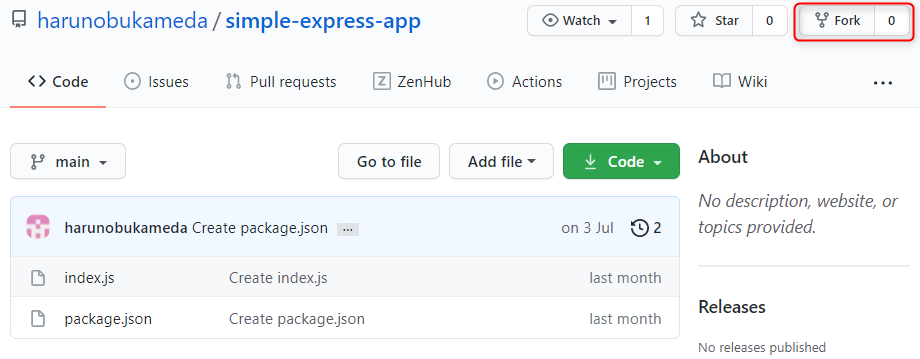 harunobukameda / simple-express-app
Watch 1 Star 0 Fork 0
Code Issues Pull requests ZenHub Actions Projects Wiki ...
main Go to file Add file Code
About
No description, website, or
topics provided.
harunobukameda Create package.json ... on 3 Jul 2
index.js Create index.js last month
package.json Create package.json last month
Releases
No releases published